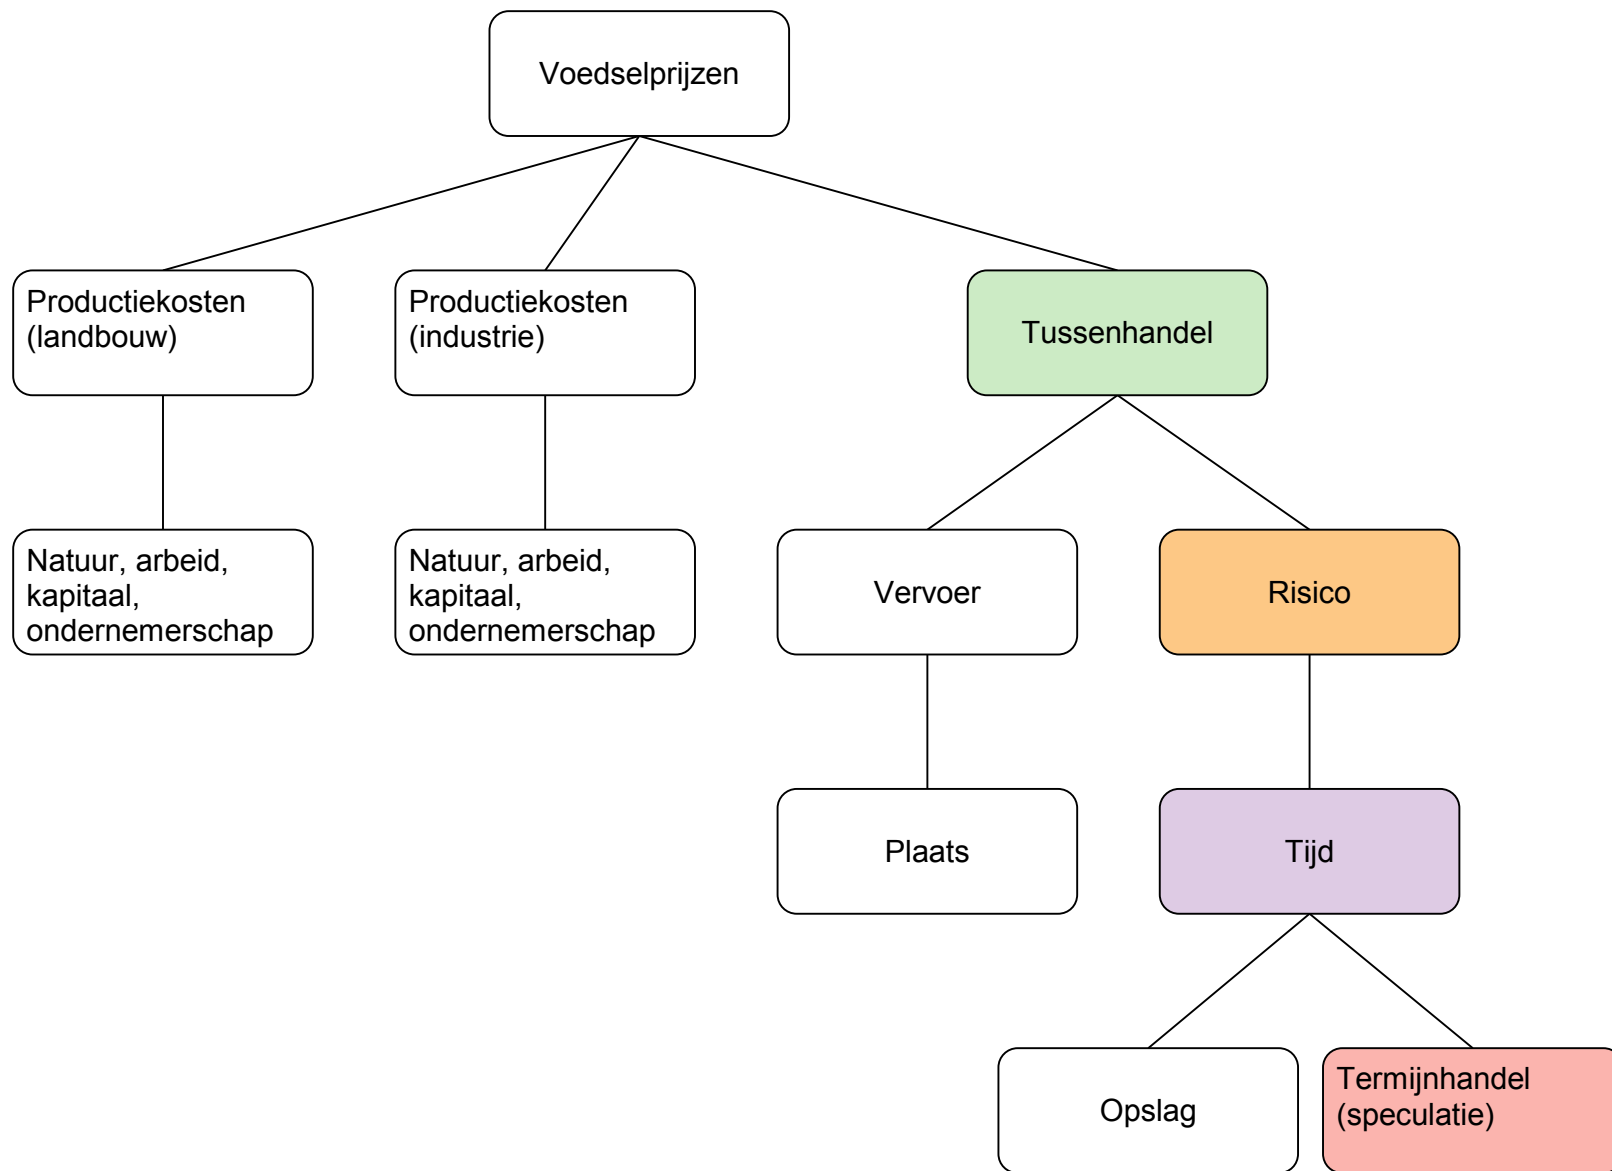 Voedselprijzen
Productiekosten
(landbouw)
Productiekosten
(industrie)
Tussenhandel
Natuur, arbeid,
kapitaal,
ondernemerschap
Natuur, arbeid,
kapitaal,
ondernemerschap
Vervoer
Risico
Plaats
Tijd
Opslag
Termijnhandel
(speculatie)